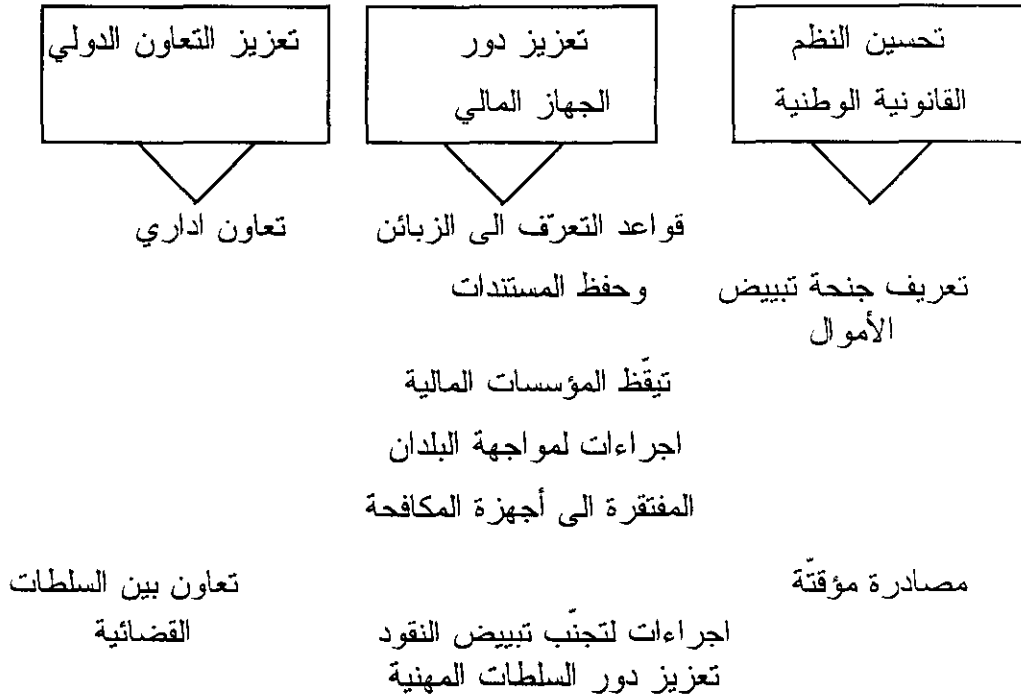 تحسين النظم
القانونية الوطنية
تعزيز دور
الجهاز المالي
تعزيز التعاون الدولي
تعريف جنحة تبييض
الأموال
مصادرة مؤقتّة
قواعد التعرّف الى الزبائن
وحفظ المستندات
تيقّظ المؤسسات المالية
اجراءات لمواجهة البلدان
المفتقرة الى أجهزة المكافحة
اجراءات لتجنّب تبييض النقود
تعزيز دور السلطات المهنية
تعاون اداري
تعاون بين السلطات
القضائية